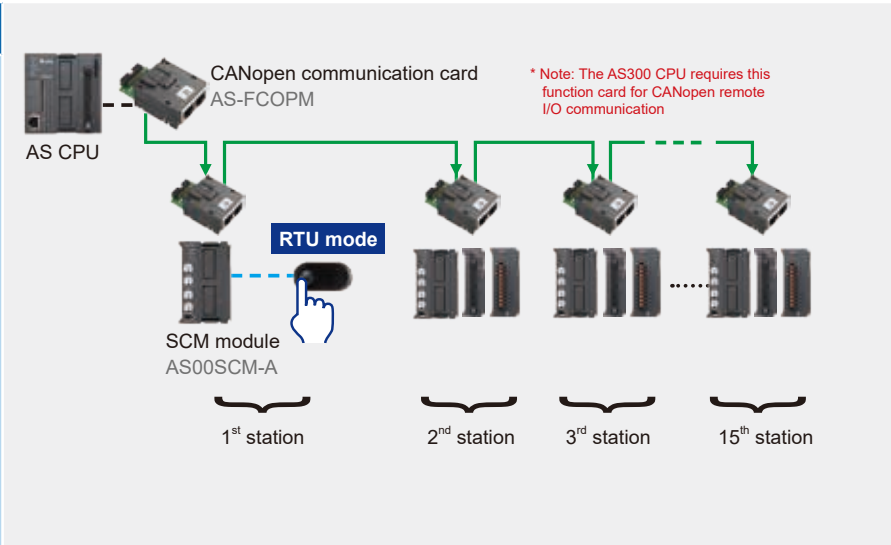 CANopen communication card
AS-FCOPM
* Note: The AS300 CPU requires this
function card for CANopen remote
I/O communication
AS CPU
RTU mode
SCM module
AS00SCM-A
1st station
2nd station
3rd station
15th station